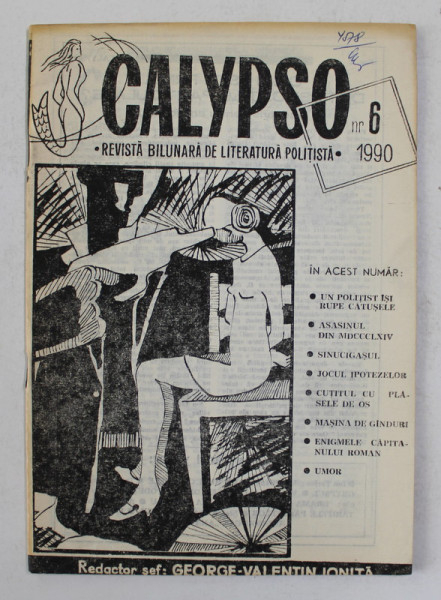 CALYPSO
nr 6
• REVISTĂ BILUNARĂ DE LITERATURĂ POLIȚISTĂ •
1990
ÎN ACEST NUMĂR:
• UN POLIȚIST ÎȘI
RUPE CĂTUȘELE
• ASASINUL
DIN MDCCCLXIV
• SINUCIGAȘUL
• JOCUL IPOTEZELOR
• CUȚITUL CU PLĂ-
SELE DE OS
• MAȘINA DE GÎNDURI
• ENIGMELE CĂPITA-
NULUI ROMAN
• UMOR
Redactor șef: GEORGE-VALENTIN IONIȚĂ